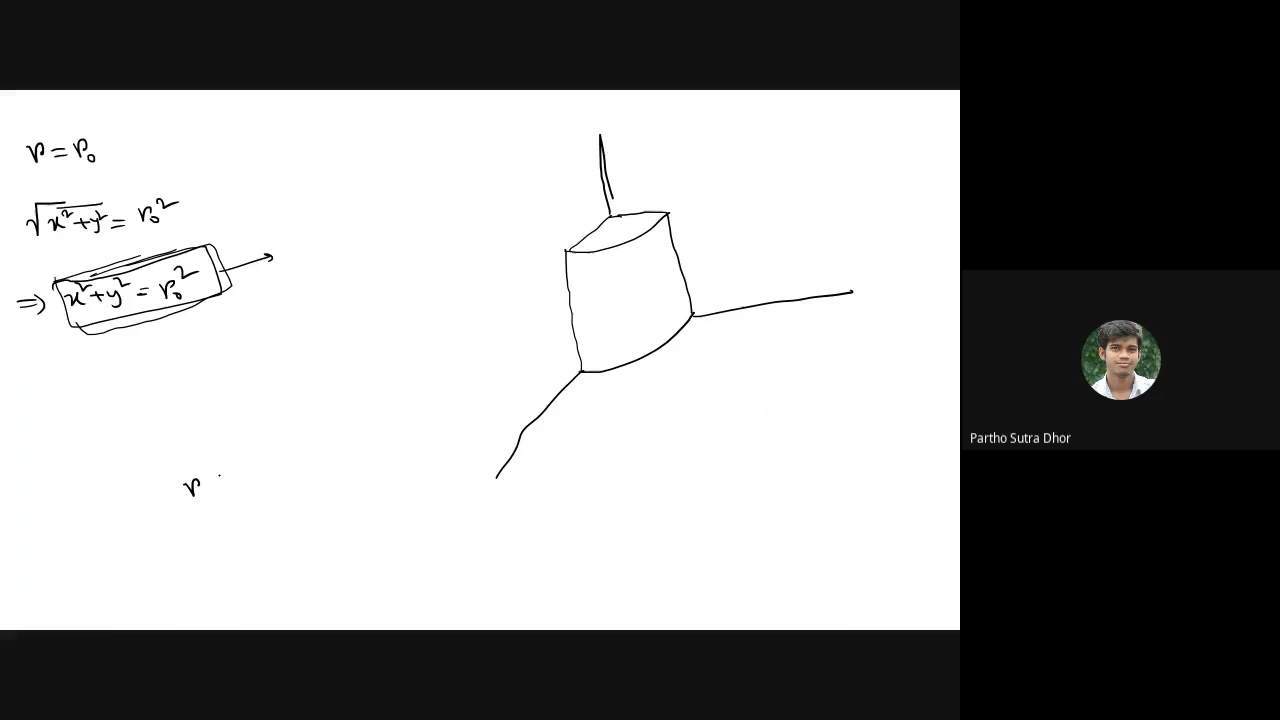 r = r₀
√x²+y² = r₀²
⇒) x²+y² = r₀²
r
Partho Sutra Dhor